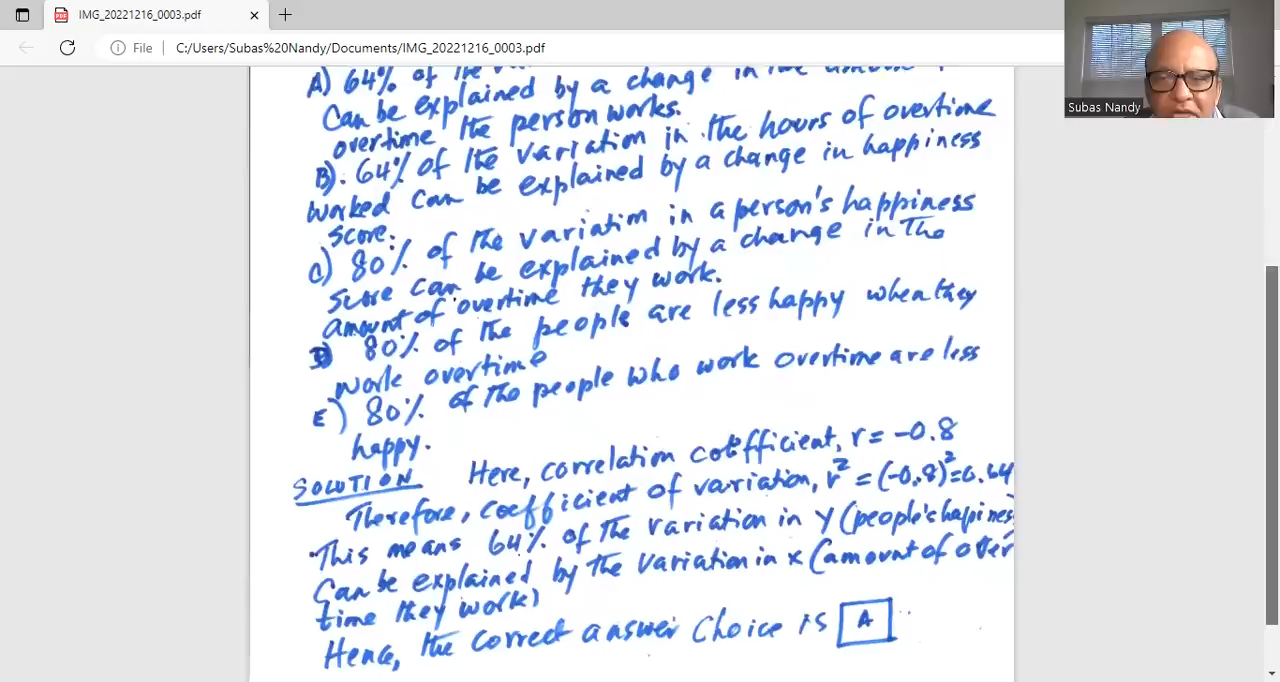 IMG_20221216_0003.pdf
File C:/Users/Subas%20Nandy/Documents/IMG_20221216_0003.pdf
Subas Nandy
A) 64% of the
can be explained by a change in the amount
overtime the person works.
B). 64% of the variation in the hours of overtime
worked can be explained by a change in happiness
score.
C) 80% of the variation in a person's happiness
score can be explained by a change in the
amount of overtime they work.
D 80% of the people are less happy when they
work overtime
E) 80% of the people who work overtime are less
happy.
SOLUTION Here, correlation coefficient, r = -0.8
Therefore, coefficient of variation, r² = (-0.8)² = 0.64
This means 64% of the variation in Y (people's hapines
Can be explained by the variation in x (amount of over
time they work)
Hence, the correct answer choice is A